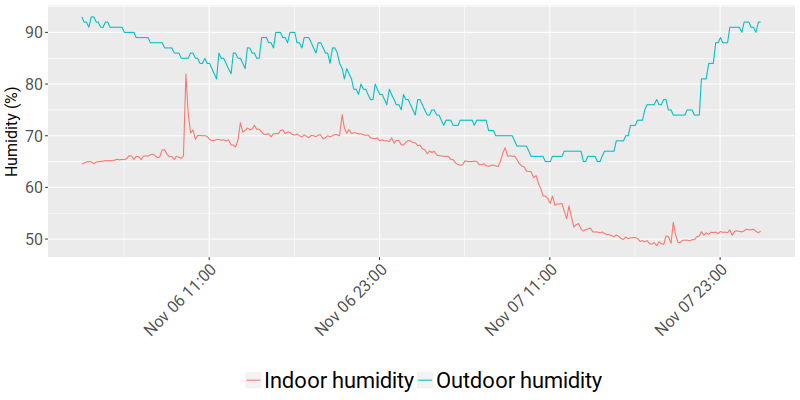 Humidity (%)
90
80
70
60
50
Nov 06 11:00
Nov 06 23:00
Nov 07 11:00
Nov 07 23:00
Indoor humidity
Outdoor humidity